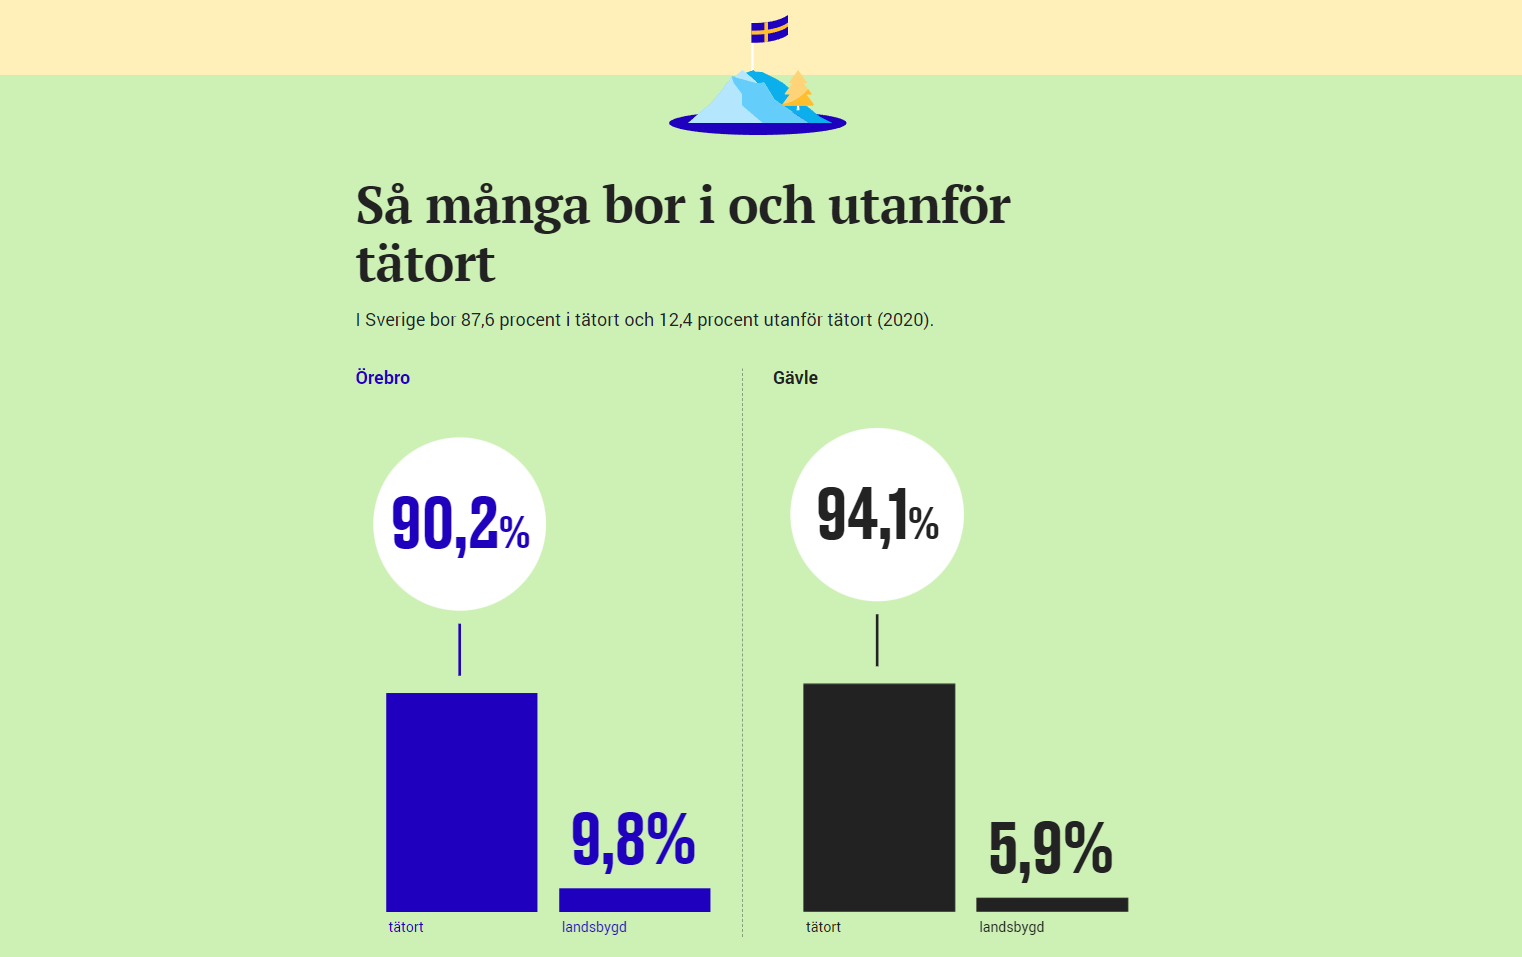 Så många bor i och utanför
tätort
I Sverige bor 87,6 procent i tätort och 12,4 procent utanför tätort (2020).
Örebro
90,2%
9,8%
tätort
landsbygd
Gävle
94,1%
5,9%
tätort
landsbygd